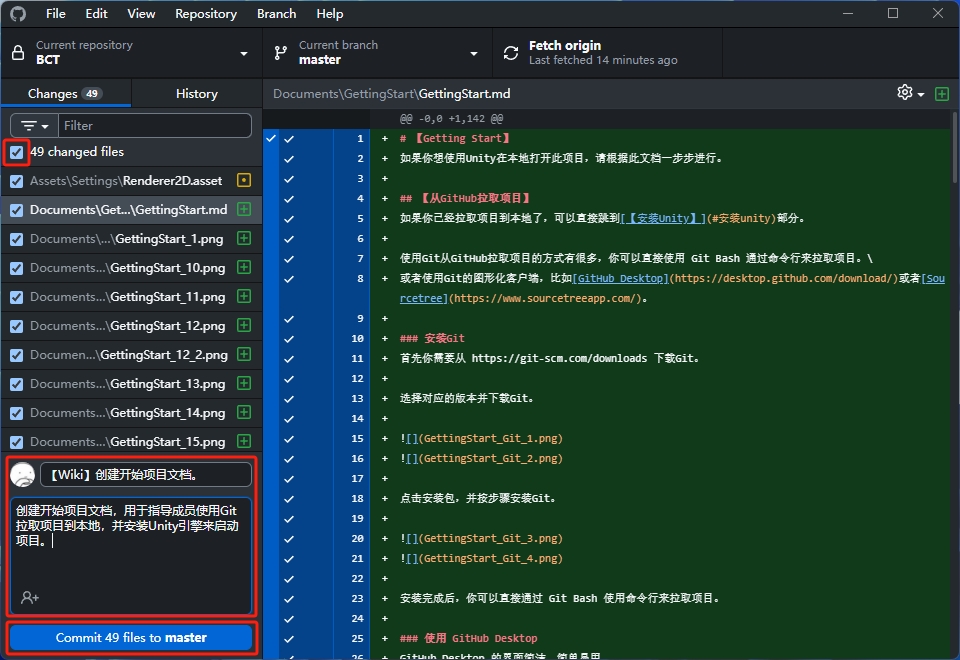 File Edit View Repository Branch Help
Current repository
BCT
Current branch
master
Fetch origin
Last fetched 14 minutes ago
Changes 49
History
Filter
49 changed files
Assets\Settings\Renderer2D.asset
Documents\Get...\GettingStart.md
Documents\...\GettingStart_1.png
Documents...\GettingStart_10.png
Documents...\GettingStart_11.png
Documents...\GettingStart_12.png
Documen...\GettingStart_12_2.png
Documents...\GettingStart_13.png
Documents...\GettingStart_14.png
Documents...\GettingStart_15.png
【Wiki】创建开始项目文档。
创建开始项目文档，用于指导成员使用Git
拉取项目到本地，并安装Unity引擎来启动
项目。
Commit 49 files to master
Documents\GettingStart\GettingStart.md
@@ -0,0 +1,142 @@
1 + # 【Getting Start】
2 + 如果你想使用Unity在本地打开此项目，请根据此文档一步步进行。
3 +
4 + ## 【从GitHub拉取项目】
5 + 如果你已经拉取项目到本地了，可以直接跳到[【安装Unity】](#安装unity)部分。
6 +
7 + 使用Git从GitHub拉取项目的方式有很多，你可以直接使用 Git Bash 通过命令行来拉取项目。\
8 + 或者使用Git的图形化客户端，比如[GitHub Desktop](https://desktop.github.com/download/)或者[Sou
rcetree](https://www.sourcetreeapp.com/)。
9 +
10 + ### 安装Git
11 + 首先你需要从 https://git-scm.com/downloads 下载Git。
12 +
13 + 选择对应的版本并下载Git。
14 +
15 + ![](GettingStart_Git_1.png)
16 + ![](GettingStart_Git_2.png)
17 +
18 + 点击安装包，并按步骤安装Git。
19 +
20 + ![](GettingStart_Git_3.png)
21 + ![](GettingStart_Git_4.png)
22 +
23 + 安装完成后，你可以直接通过 Git Bash 使用命令行来拉取项目。
24 +
25 + ### 使用 GitHub Desktop
26 + GitHub Desktop 的界面简洁，简单易用